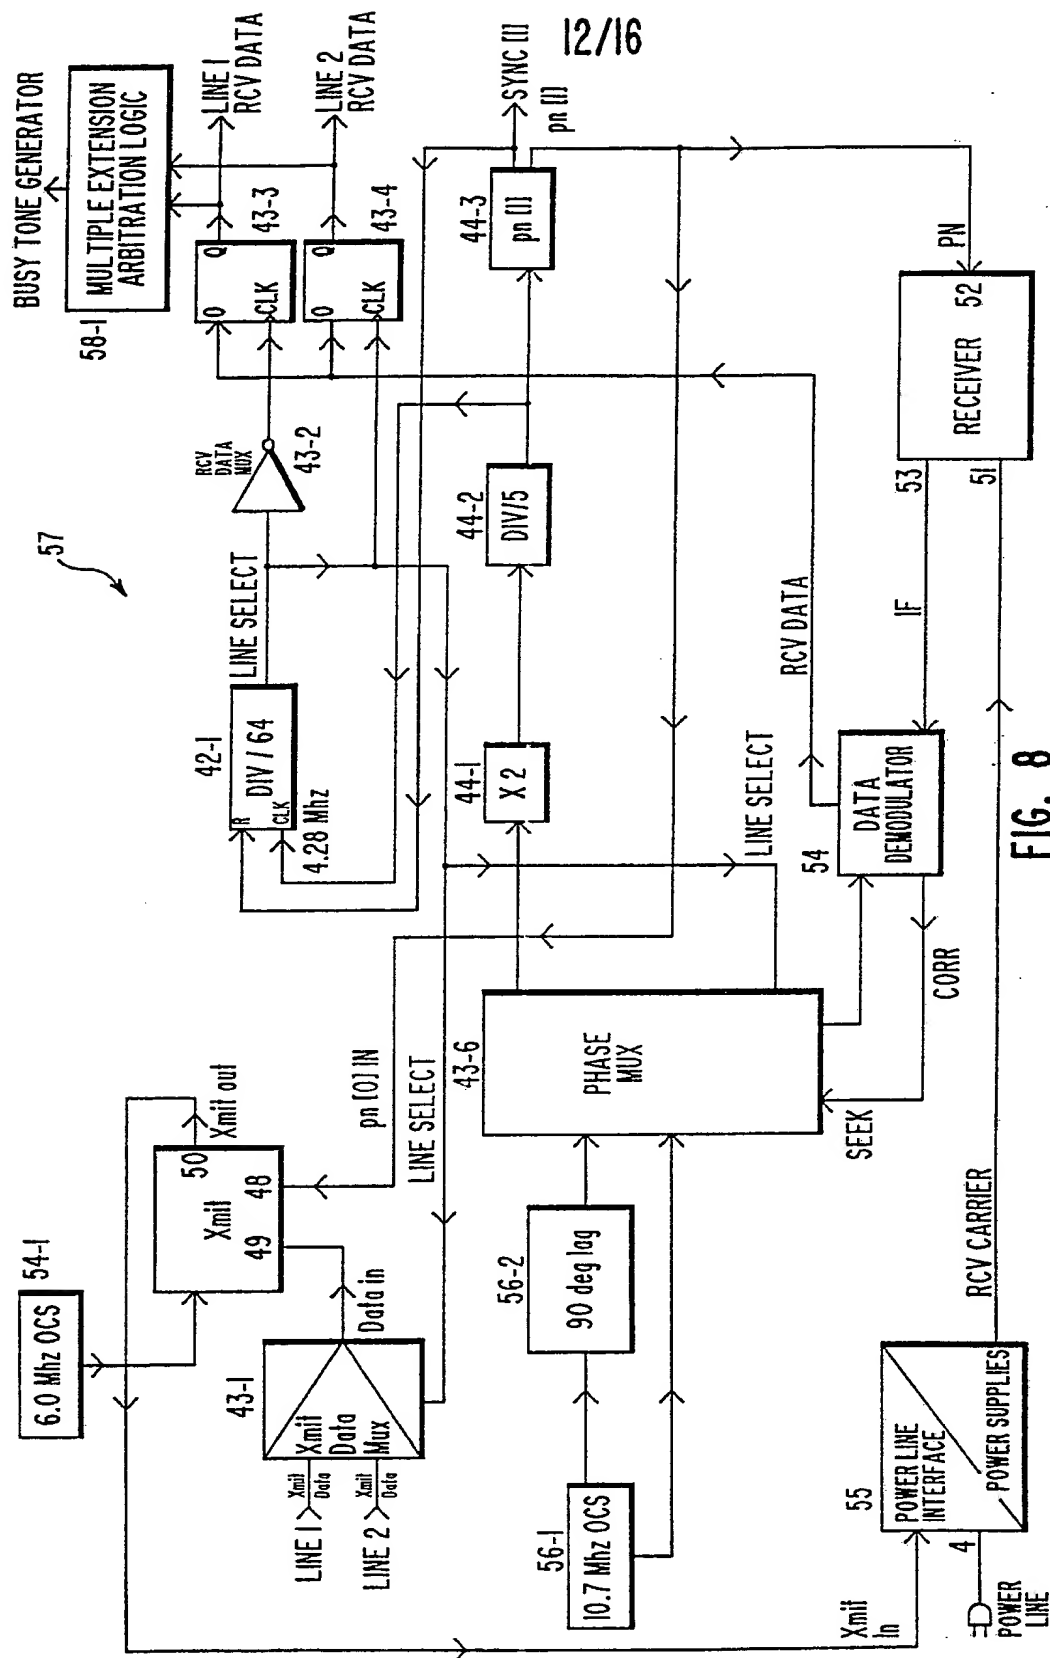 12/16
57
BUSY TONE GENERATOR
MULTIPLE EXTENSION
ARBITRATION LOGIC
58-1
LINE 1
RCV DATA
LINE 2
RCV DATA
O
Q
CLK
43-3
O
Q
CLK
43-4
RCV
DATA
MUX
43-2
LINE SELECT
42-1
R
DIV / 64
CLK
4.28 Mhz
SYNC [1]
pn [1]
44-3
pn [1]
44-2
DIV/5
44-1
X 2
54-1
6.0 Mhz OCS
Xmit out
50
Xmit
49
48
pn [0] IN
LINE SELECT
43-1
Xmit
Data
Mux
Data in
LINE 1
Xmit
Data
LINE 2
Xmit
Data
56-1
10.7 Mhz OCS
56-2
90 deg lag
43-6
PHASE
MUX
LINE SELECT
SEEK
CORR
54
DATA
DEMODULATOR
RCV DATA
IF
53
51
RECEIVER
52
PN
RCV CARRIER
55
POWER LINE
INTERFACE
POWER SUPPLIES
4
Xmit
in
POWER
LINE
FIG. 8